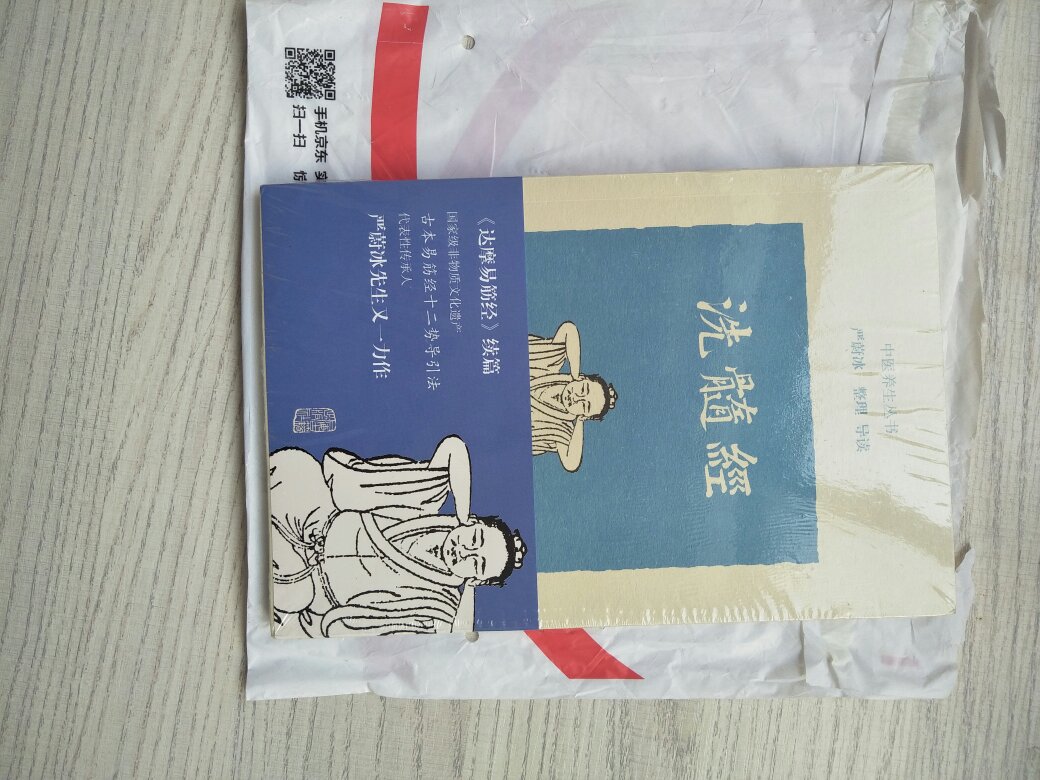 中医养生丛书
严蔚冰 整理 导读
洗髓經
《达摩易筋经》续篇
国家级非物质文化遗产
古本易筋经十二势导引法
代表性传承人
严蔚冰先生又一力作
手机京东
扫一扫